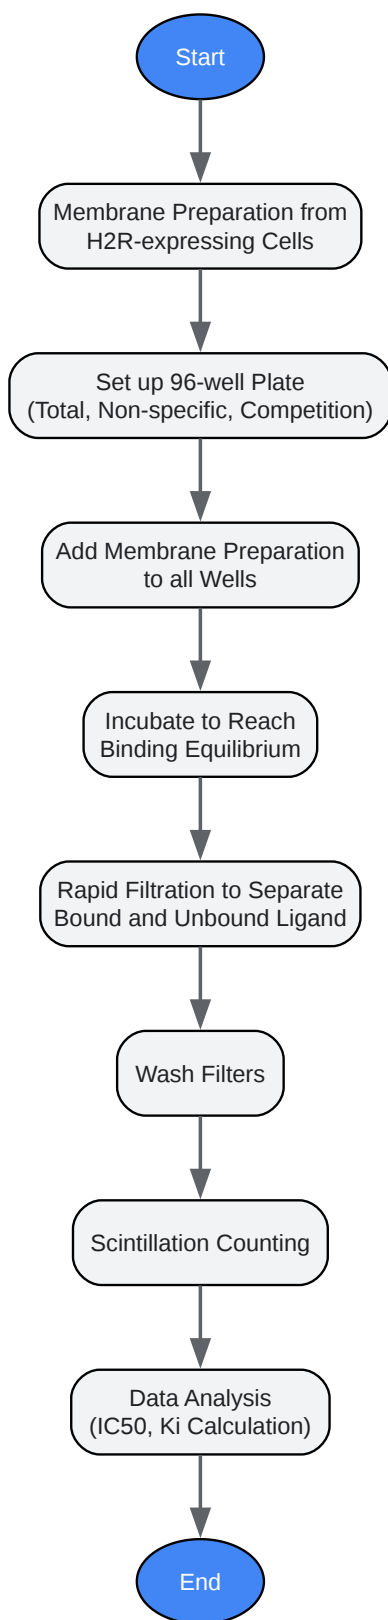 Start
Membrane Preparation from
H2R-expressing Cells
Set up 96-well Plate
(Total, Non-specific, Competition)
Add Membrane Preparation
to all Wells
Incubate to Reach
Binding Equilibrium
Rapid Filtration to Separate
Bound and Unbound Ligand
Wash Filters
Scintillation Counting
Data Analysis
(IC50, Ki Calculation)
End